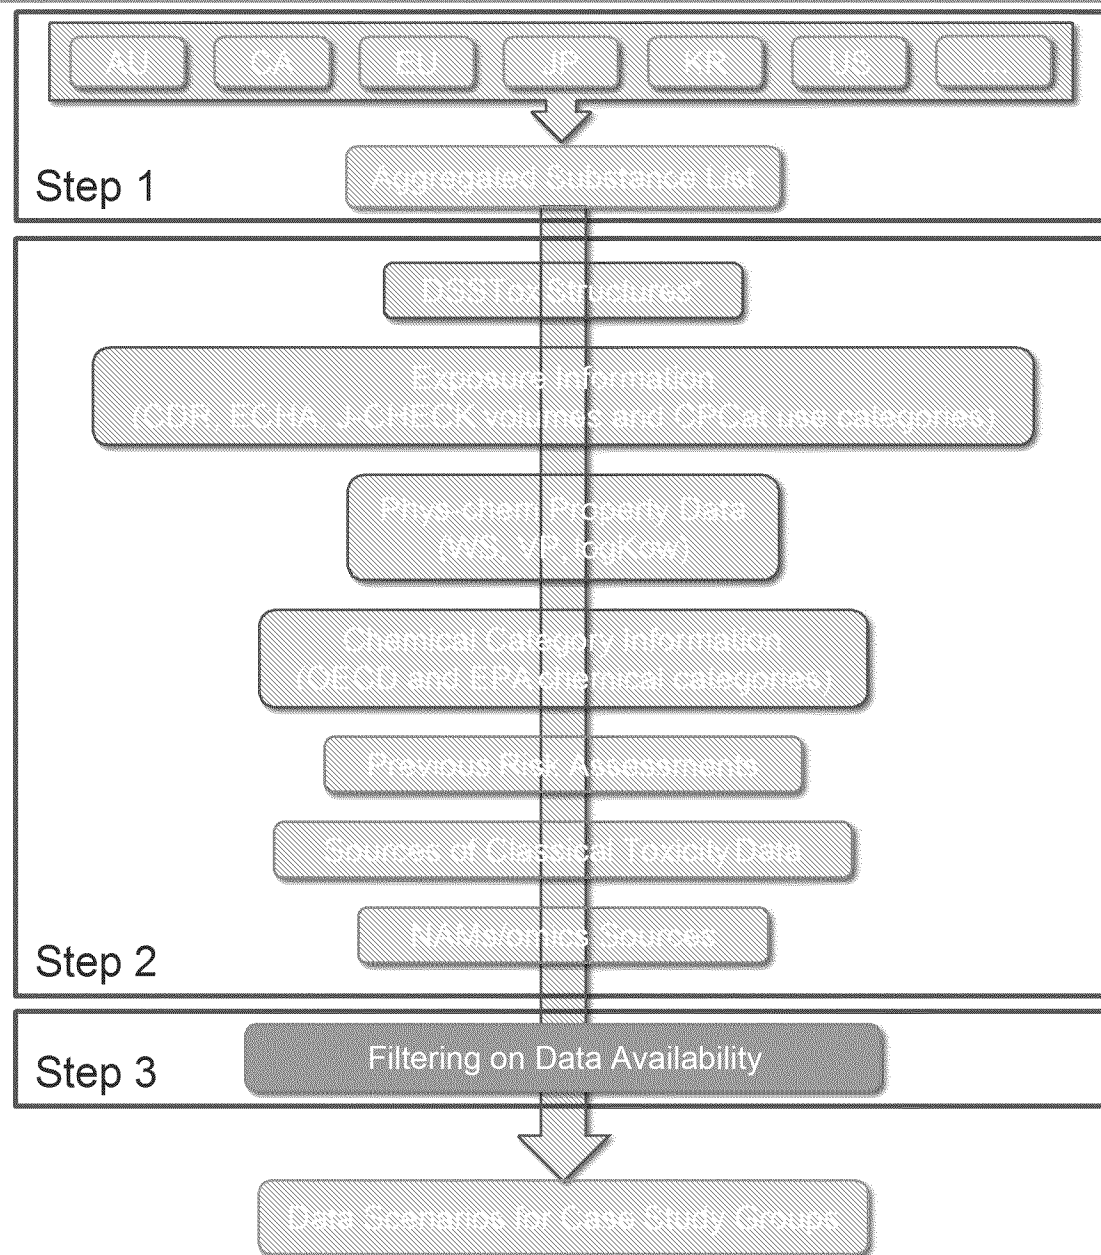 AU CA EU JP KR US ...
Aggregated Substance List
Step 1
DSSTox Structures*
Exposure Information
(CDR, ECHA, J-CHECK volumes and CPCat use categories)
Phys-chem Property Data
(WS, VP, logKow)
Chemical Category Information
(OECD and EPA chemical categories)
Previous Risk Assessments
Sources of Classical Toxicity Data
NAMs/omics Sources
Step 2
Filtering on Data Availability
Step 3
Data Scenarios for Case Study Groups